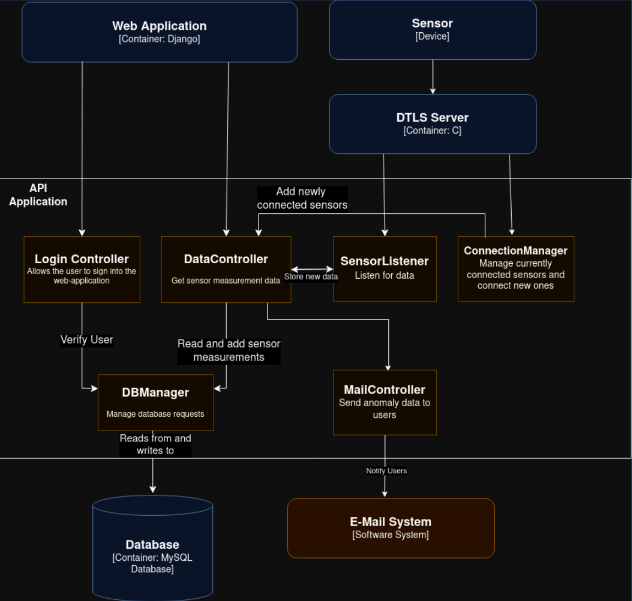 Web Application
[Container: Django]
Sensor
[Device]
DTLS Server
[Container: C]
API
Application
Add newly
connected sensors
Login Controller
Allows the user to sign into the
web-application
DataController
Get sensor measurement data
Store new data
SensorListener
Listen for data
ConnectionManager
Manage currently
connected sensors and
connect new ones
Verify User
Read and add sensor
measurements
DBManager
Manage database requests
MailController
Send anomaly data to
users
Reads from and
writes to
Notify Users
Database
[Container: MySQL
Database]
E-Mail System
[Software System]